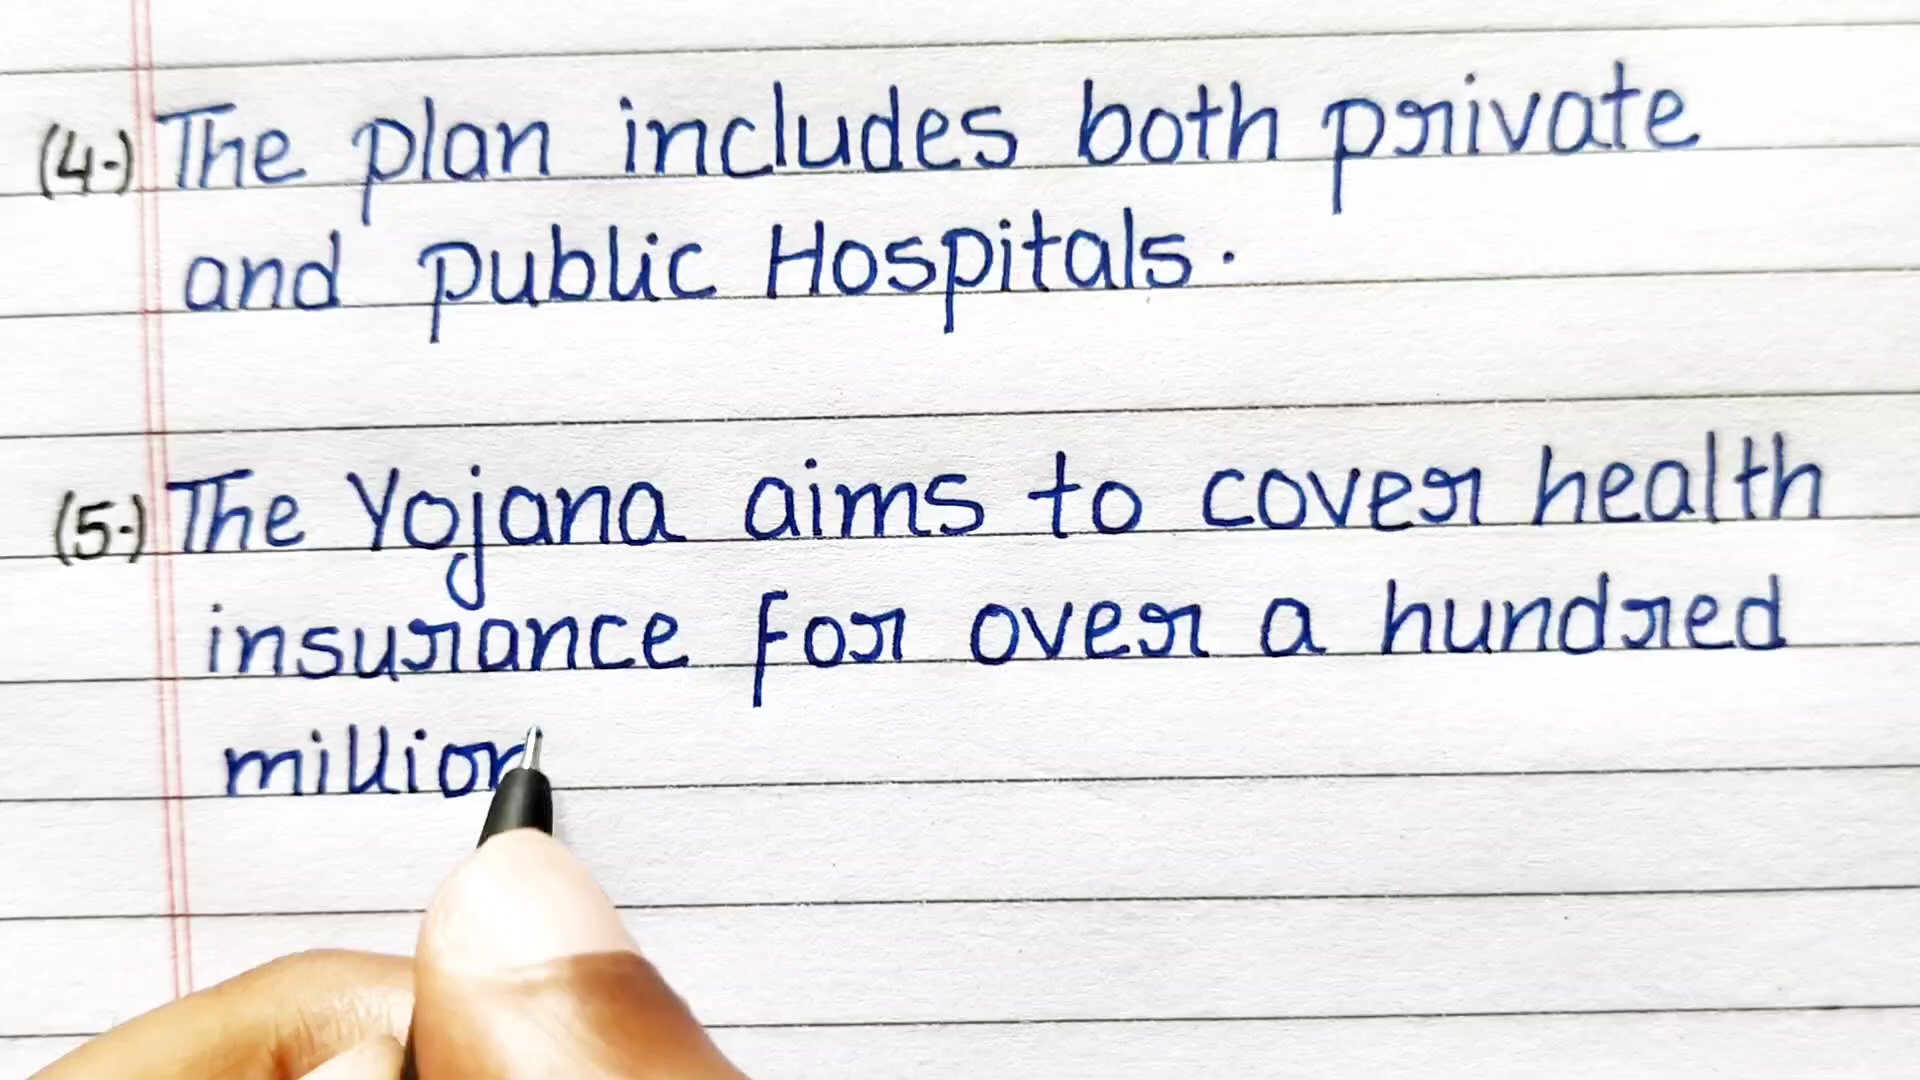 (4.) The plan includes both private
and public Hospitals.
(5.) The Yojana aims to cover health
insurance for over a hundred
million